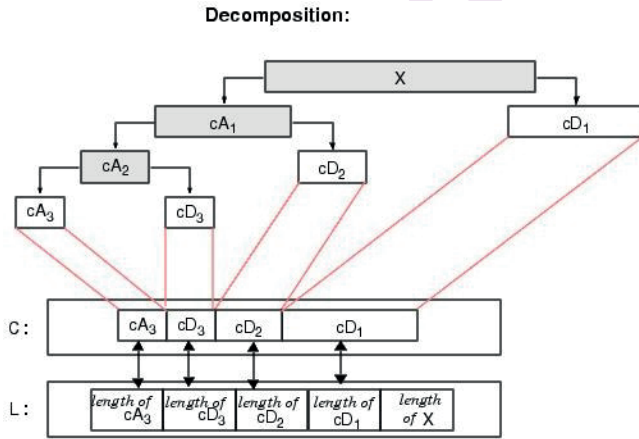 Decomposition:
X
cA1
cD1
cA2
cD2
cA3
cD3
C: cA3 cD3 cD2 cD1
L: length of cA3 length of cD3 length of cD2 length of cD1 length of X